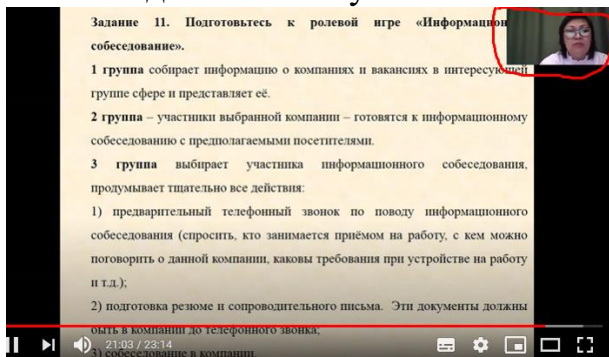 Задание 11. Подготовьтесь к ролевой игре «Информацион
собеседование».
1 группа собирает информацию о компаниях и вакансиях в интересующей
группе сфере и представляет её.
2 группа – участники выбранной компании – готовятся к информационному
собеседованию с предполагаемыми посетителями.
3 группа выбирает участника информационного собеседования,
продумывает тщательно все действия:
1) предварительный телефонный звонок по поводу информационного
собеседования (спросить, кто занимается приёмом на работу, с кем можно
поговорить о данной компании, каковы требования при устройстве на работу
и т.д.);
2) подготовка резюме и сопроводительного письма. Эти документы должны
быть в компании до телефонного звонка;
3) собеседование в компании.
21:03 / 23:14